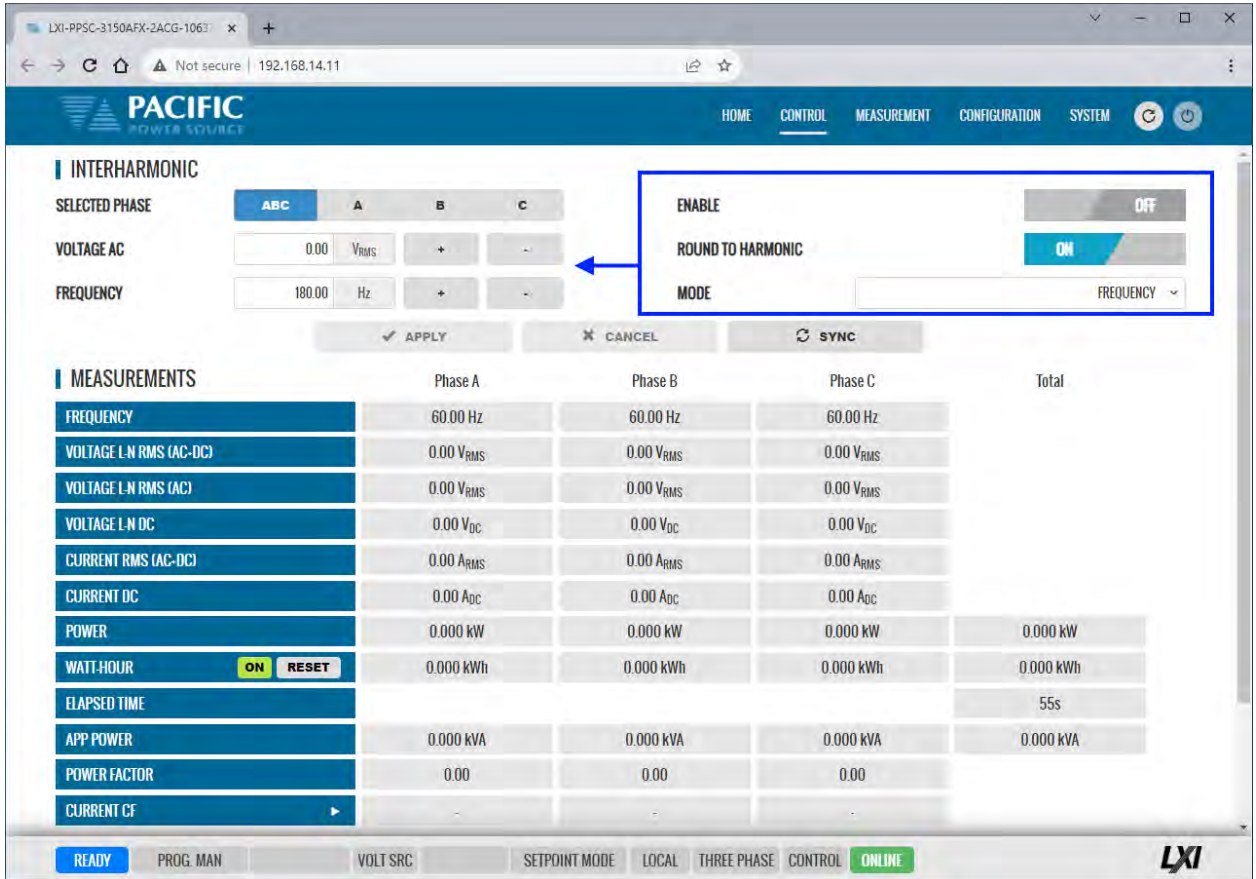 LXI-PPSC-3150AFX-2ACG-1063
Not secure | 192.168.14.11
PACIFIC
POWER SOURCE
HOME CONTROL MEASUREMENT CONFIGURATION SYSTEM
INTERHARMONIC
SELECTED PHASE ABC A B C
VOLTAGE AC 0.00 VRMS + -
FREQUENCY 180.00 Hz + -
ENABLE OFF
ROUND TO HARMONIC ON
MODE FREQUENCY
APPLY CANCEL SYNC
MEASUREMENTS Phase A Phase B Phase C Total
FREQUENCY 60.00 Hz 60.00 Hz 60.00 Hz
VOLTAGE L-N RMS (AC-DC) 0.00 VRMS 0.00 VRMS 0.00 VRMS
VOLTAGE L-N RMS (AC) 0.00 VRMS 0.00 VRMS 0.00 VRMS
VOLTAGE L-N DC 0.00 VDC 0.00 VDC 0.00 VDC
CURRENT RMS (AC-DC) 0.00 ARMS 0.00 ARMS 0.00 ARMS
CURRENT DC 0.00 ADC 0.00 ADC 0.00 ADC
POWER 0.000 kW 0.000 kW 0.000 kW 0.000 kW
WATT-HOUR ON RESET 0.000 kWh 0.000 kWh 0.000 kWh 0.000 kWh
ELAPSED TIME 55s
APP POWER 0.000 kVA 0.000 kVA 0.000 kVA 0.000 kVA
POWER FACTOR 0.00 0.00 0.00
CURRENT CF - - -
READY PROG. MAN VOLT SRC SETPOINT MODE LOCAL THREE PHASE CONTROL ONLINE LXI